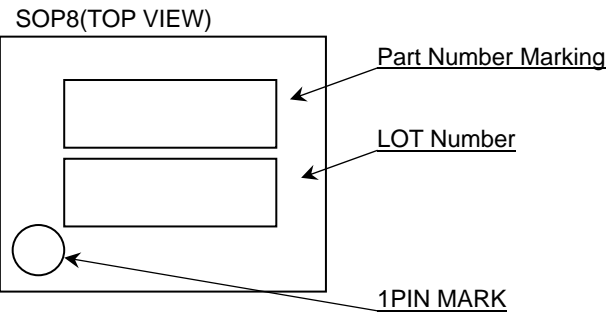 SOP8(TOP VIEW)
Part Number Marking
LOT Number
1PIN MARK